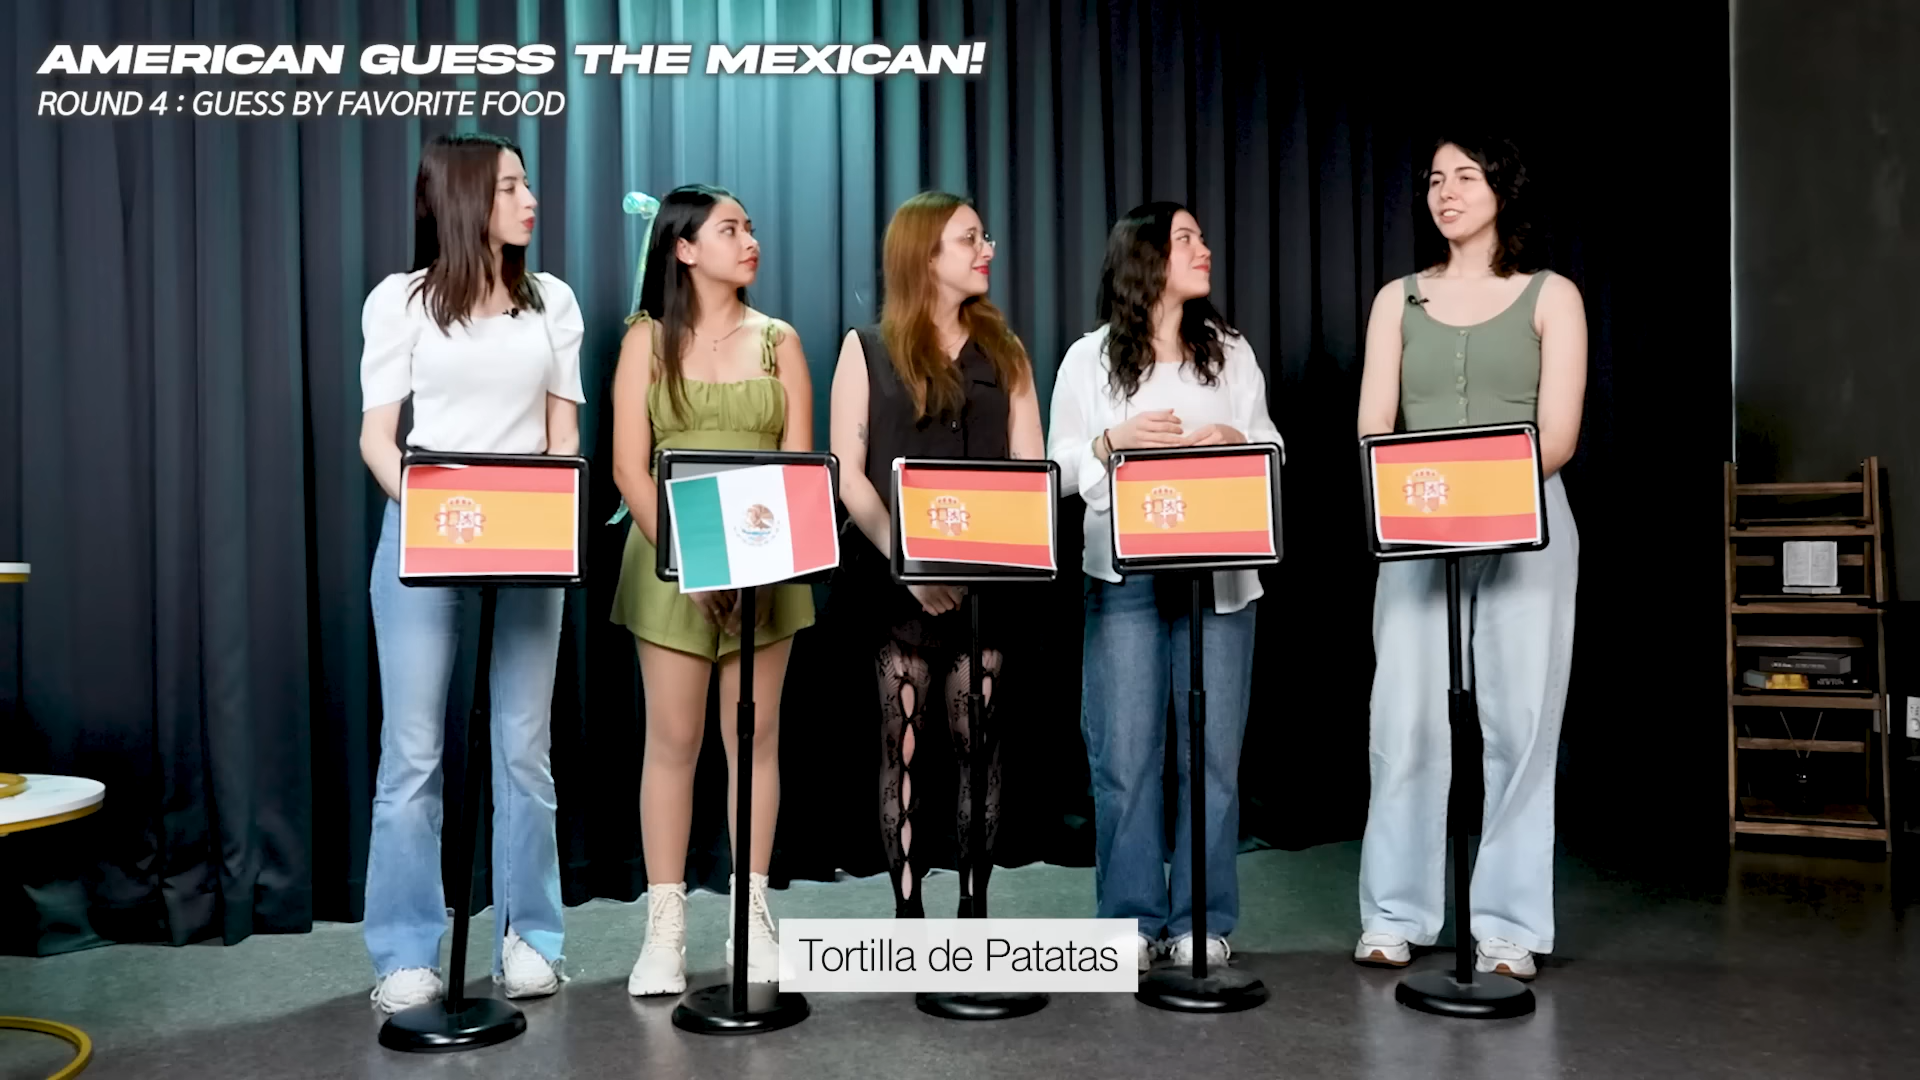 AMERICAN GUESS THE MEXICAN!
ROUND 4 : GUESS BY FAVORITE FOOD
Tortilla de Patatas